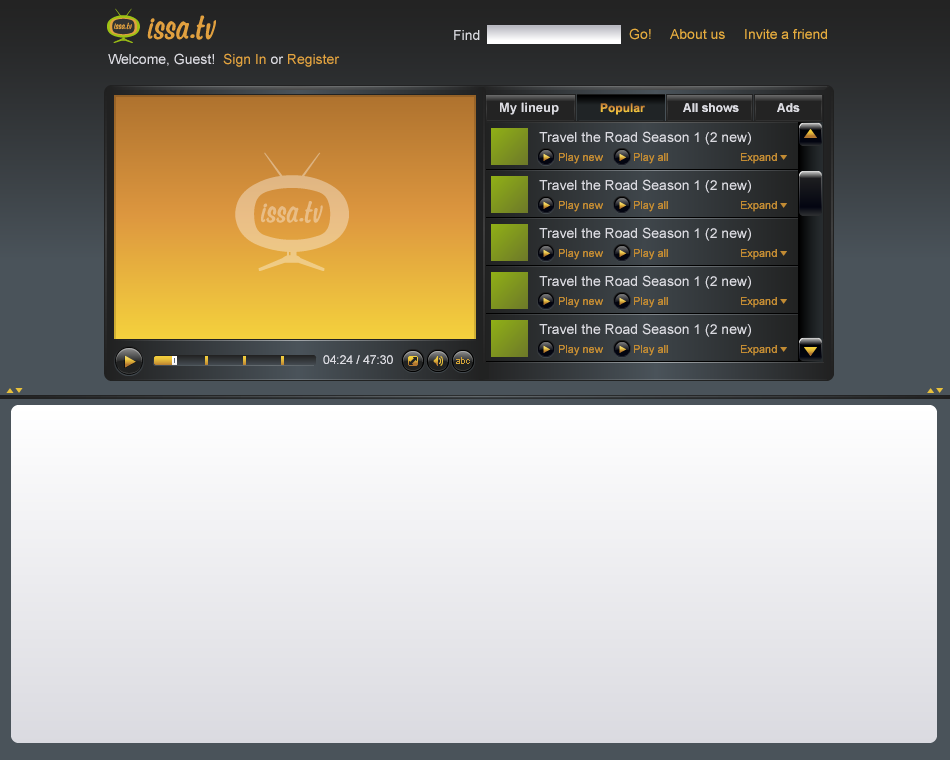 issa.tv issa.tv
Find Go! About us Invite a friend
Welcome, Guest! Sign In or Register
My lineup Popular All shows Ads
issa.tv
Travel the Road Season 1 (2 new)
Play new Play all Expand
Travel the Road Season 1 (2 new)
Play new Play all Expand
Travel the Road Season 1 (2 new)
Play new Play all Expand
Travel the Road Season 1 (2 new)
Play new Play all Expand
Travel the Road Season 1 (2 new)
Play new Play all Expand
04:24 / 47:30 abc